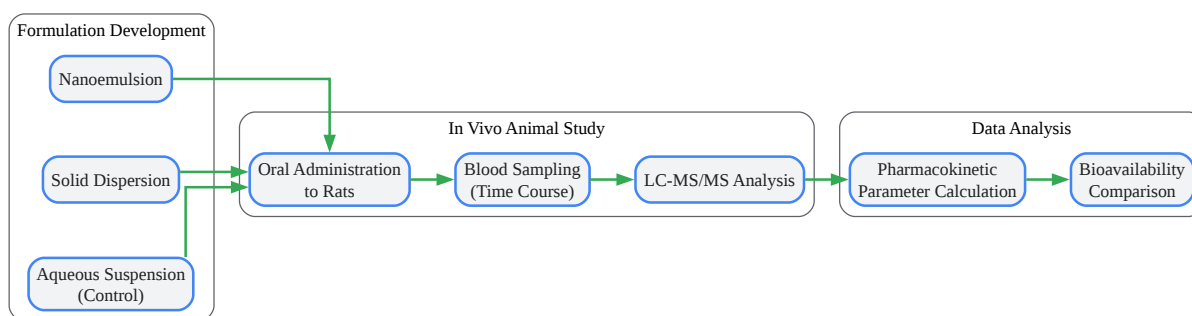 Formulation Development
Nanoemulsion
Solid Dispersion
Aqueous Suspension
(Control)
In Vivo Animal Study
Oral Administration
to Rats
Blood Sampling
(Time Course)
LC-MS/MS Analysis
Data Analysis
Pharmacokinetic
Parameter Calculation
Bioavailability
Comparison